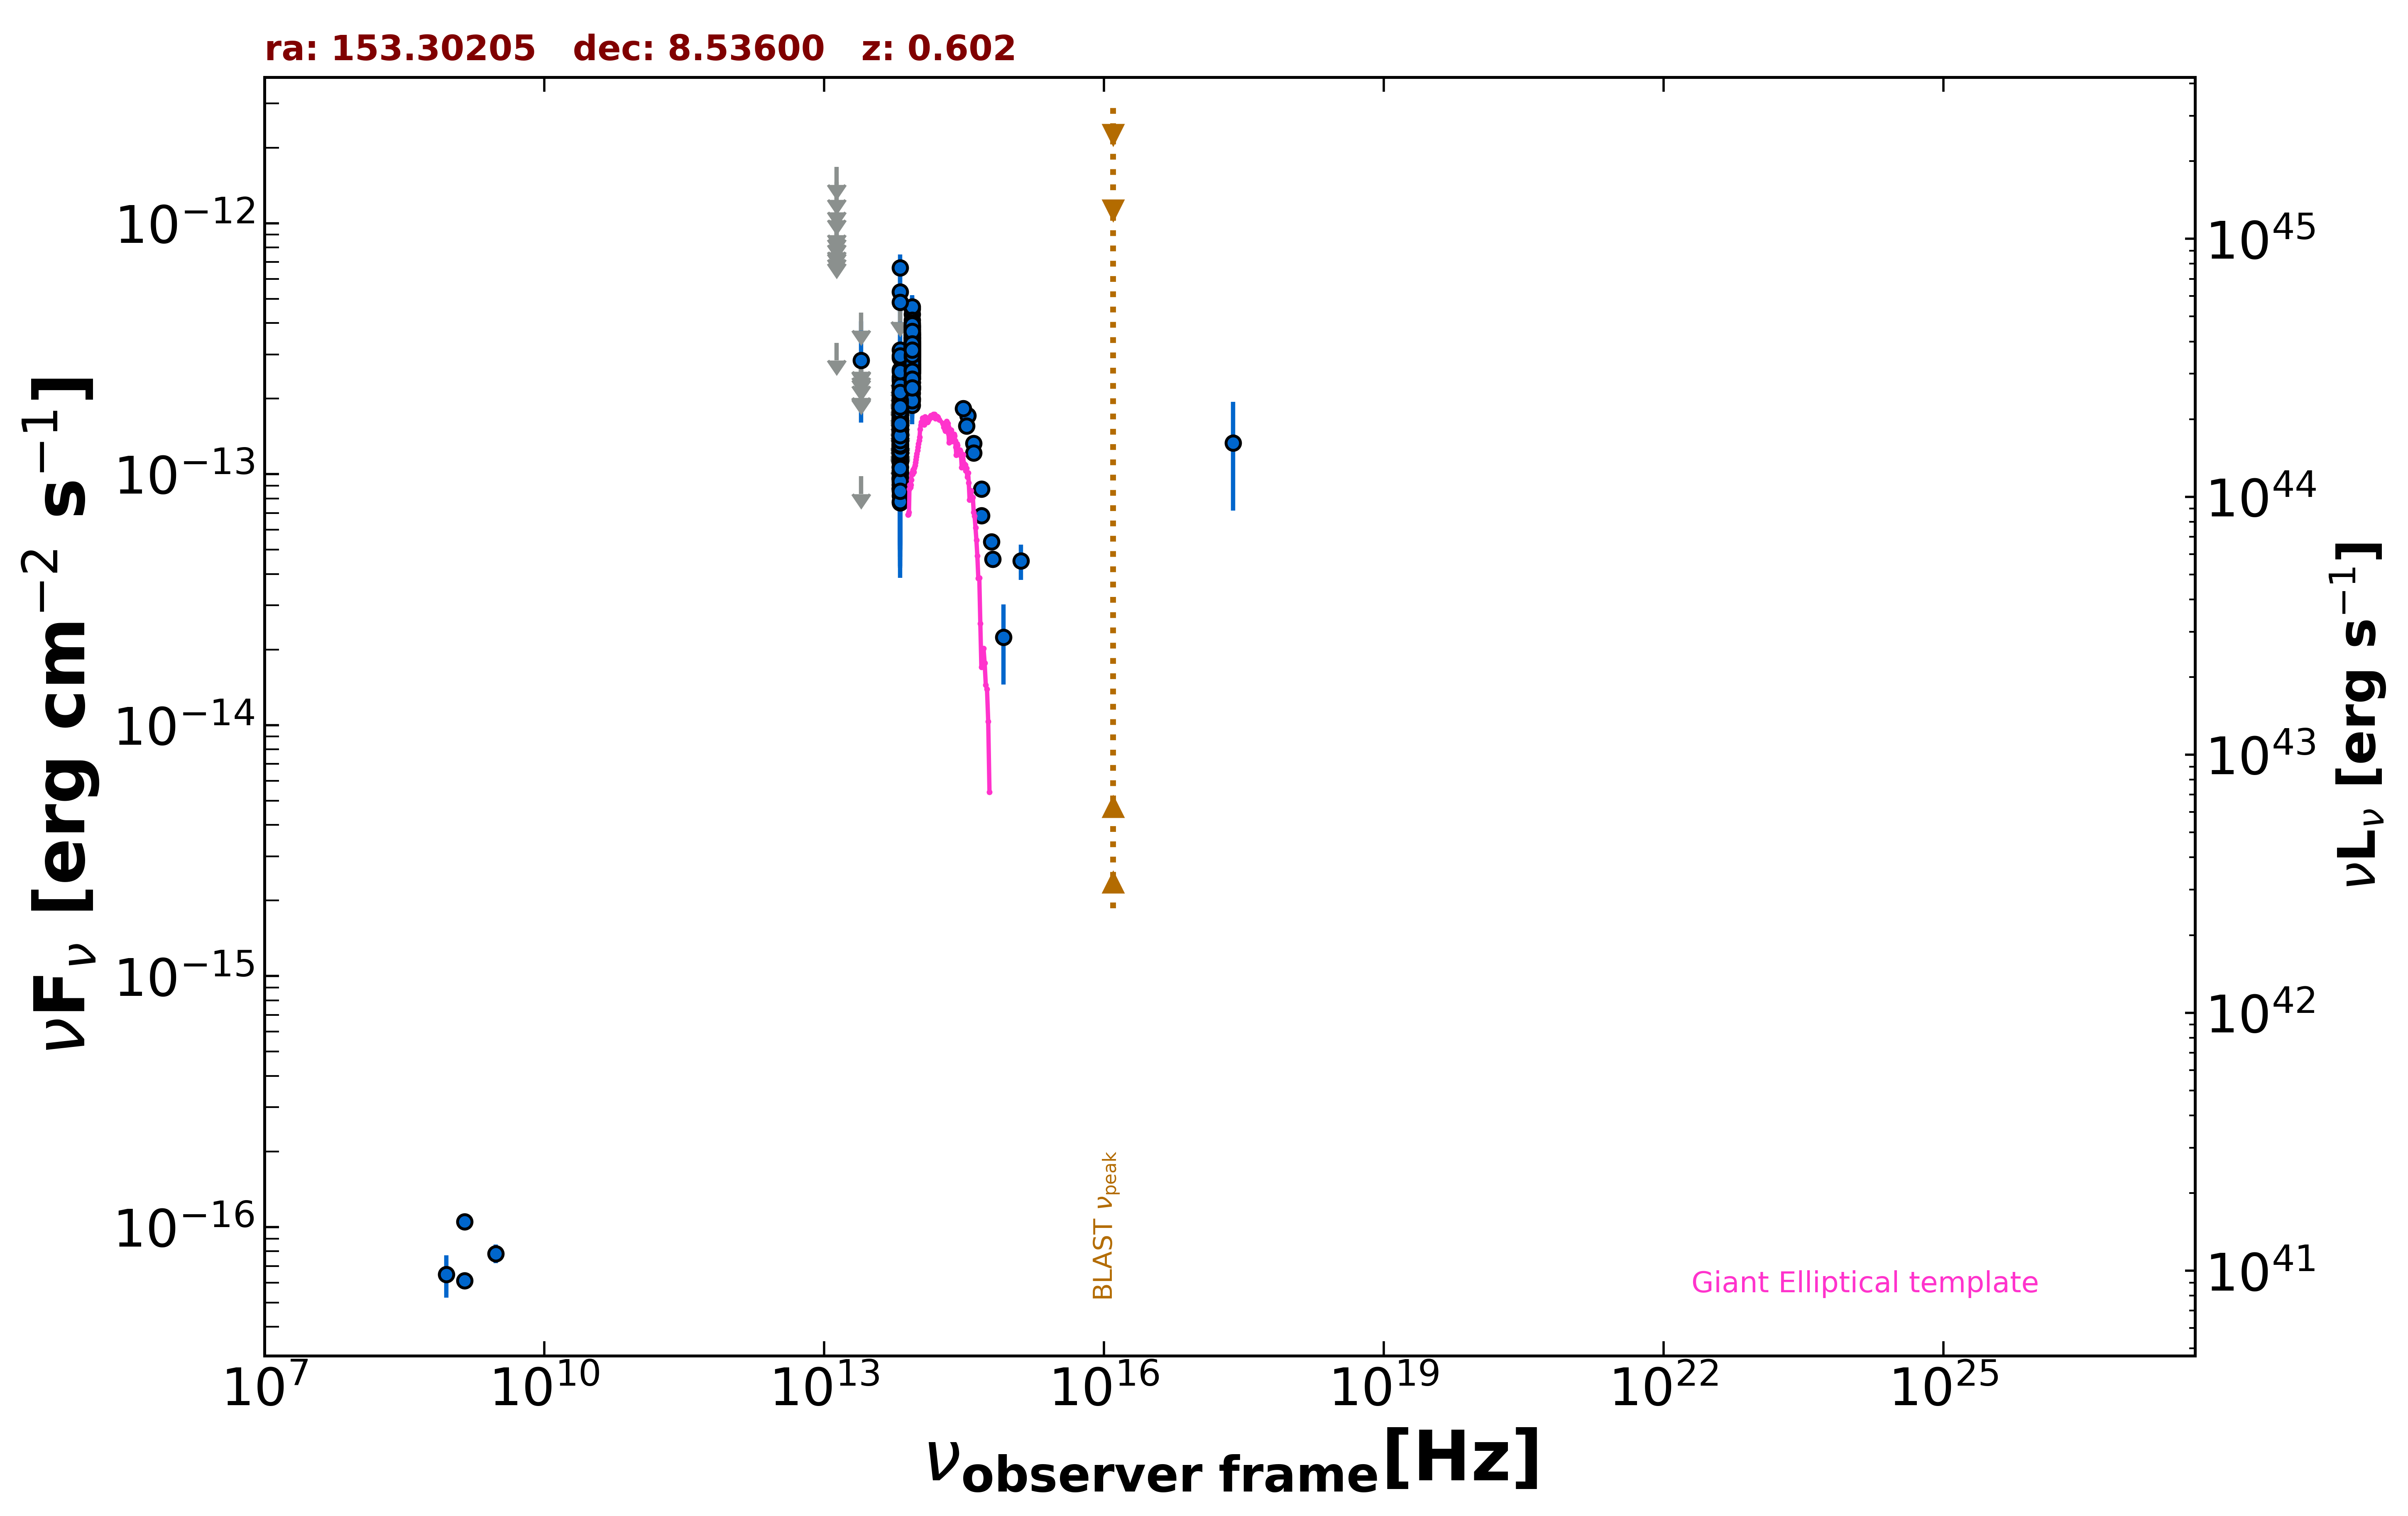 ra: 153.30205   dec: 8.53600   z: 0.602
νF_ν [erg cm^−2 s^−1]
10^−12
10^−13
10^−14
10^−15
10^−16
10^45
10^44
10^43
10^42
10^41
νL_ν [erg s^−1]
BLAST ν_peak
Giant Elliptical template
10^7
10^10
10^13
10^16
10^19
10^22
10^25
ν_observer frame[Hz]